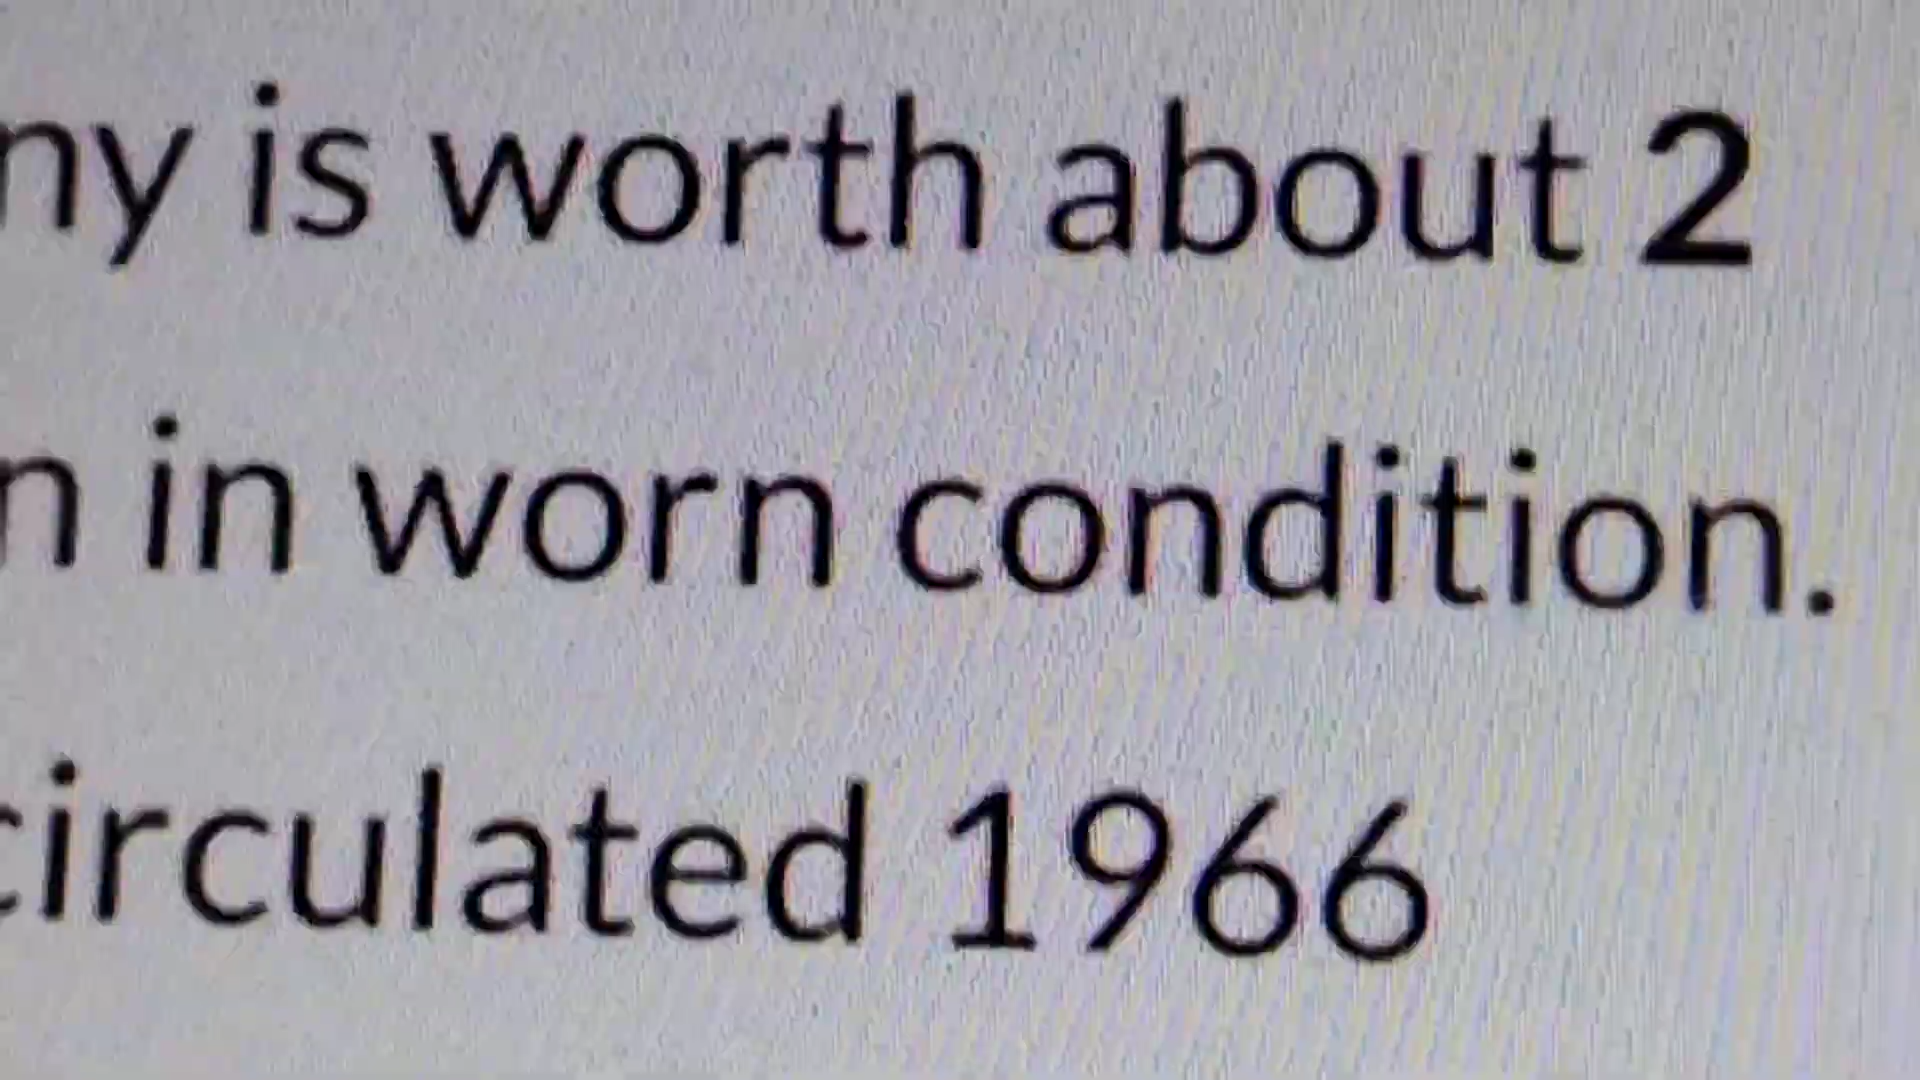 ny is worth about 2
n in worn condition.
circulated 1966